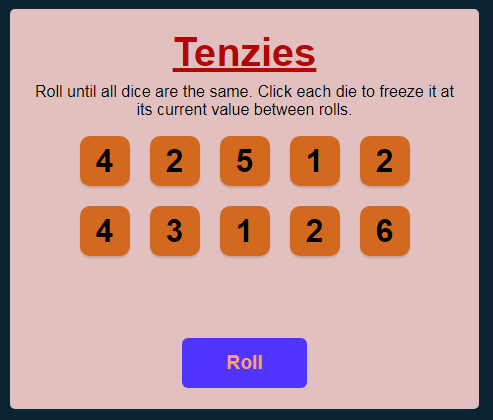 Tenzies
Roll until all dice are the same. Click each die to freeze it at
its current value between rolls.
4 2 5 1 2
4 3 1 2 6
Roll